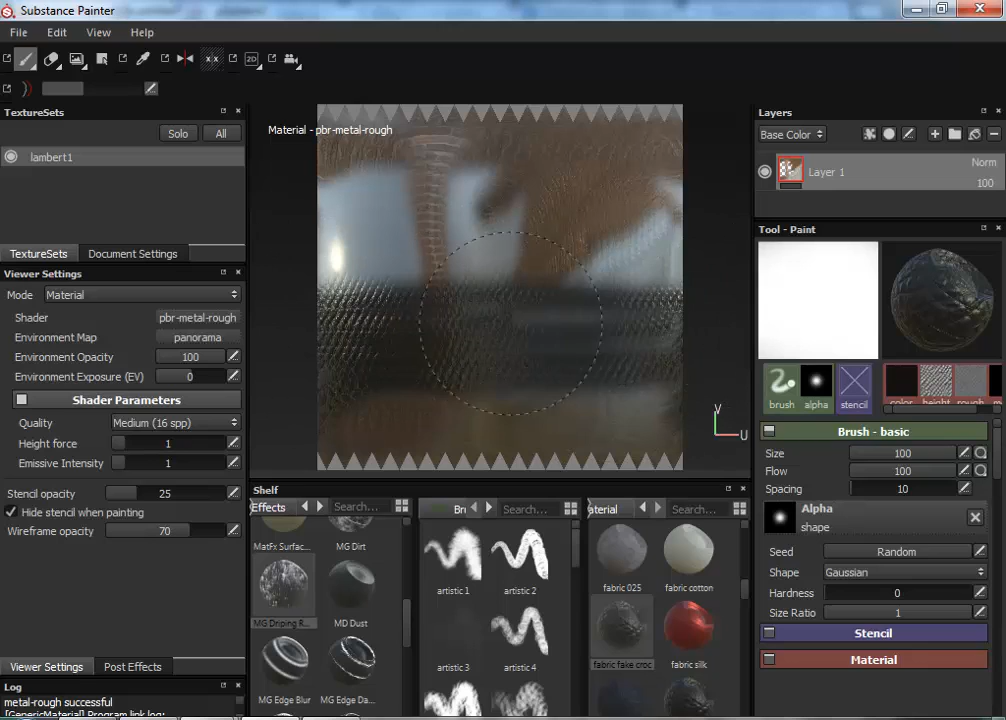 Substance Painter
File Edit View Help
2D
TextureSets
Solo All
lambert1
TextureSets Document Settings
Viewer Settings
Mode Material
Shader pbr-metal-rough
Environment Map panorama
Environment Opacity 100
Environment Exposure (EV) 0
Shader Parameters
Quality Medium (16 spp)
Height force 1
Emissive Intensity 1
Stencil opacity 25
Hide stencil when painting
Wireframe opacity 70
Viewer Settings Post Effects
Log
metal-rough successful
[GenericMaterial] Program link log:
Material - pbr-metal-rough
V
U
Shelf
Effects Search...
MatFx Surfac... MG Dirt
MG Driping R... MD Dust
MG Edge Blur MG Edge Da...
Br Search...
artistic 1 artistic 2
artistic 3 artistic 4
aterial Search...
fabric 025 fabric cotton
fabric fake croc fabric silk
Layers
Base Color
Layer 1 Norm
100
Tool - Paint
brush alpha stencil color height rough m
Brush - basic
Size 100
Flow 100
Spacing 10
Alpha
shape
Seed Random
Shape Gaussian
Hardness 0
Size Ratio 1
Stencil
Material